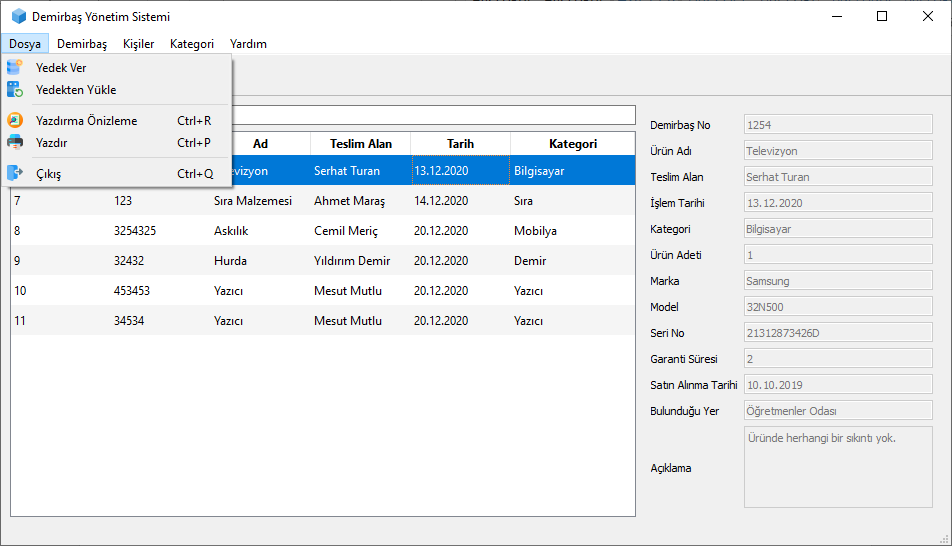 Demirbaş Yönetim Sistemi
Dosya Demirbaş Kişiler Kategori Yardım
Yedek Ver
Yedekten Yükle
Yazdırma Önizleme Ctrl+R
Yazdır Ctrl+P
Çıkış Ctrl+Q
Ad Teslim Alan Tarih Kategori
Serhat Turan 13.12.2020 Bilgisayar
7 123 Sıra Malzemesi Ahmet Maraş 14.12.2020 Sıra
8 3254325 Askılık Cemil Meriç 20.12.2020 Mobilya
9 32432 Hurda Yıldırım Demir 20.12.2020 Demir
10 453453 Yazıcı Mesut Mutlu 20.12.2020 Yazıcı
11 34534 Yazıcı Mesut Mutlu 20.12.2020 Yazıcı
Demirbaş No 1254
Ürün Adı Televizyon
Teslim Alan Serhat Turan
İşlem Tarihi 13.12.2020
Kategori Bilgisayar
Ürün Adeti 1
Marka Samsung
Model 32N500
Seri No 21312873426D
Garanti Süresi 2
Satın Alınma Tarihi 10.10.2019
Bulunduğu Yer Öğretmenler Odası
Açıklama Üründe herhangi bir sıkıntı yok.